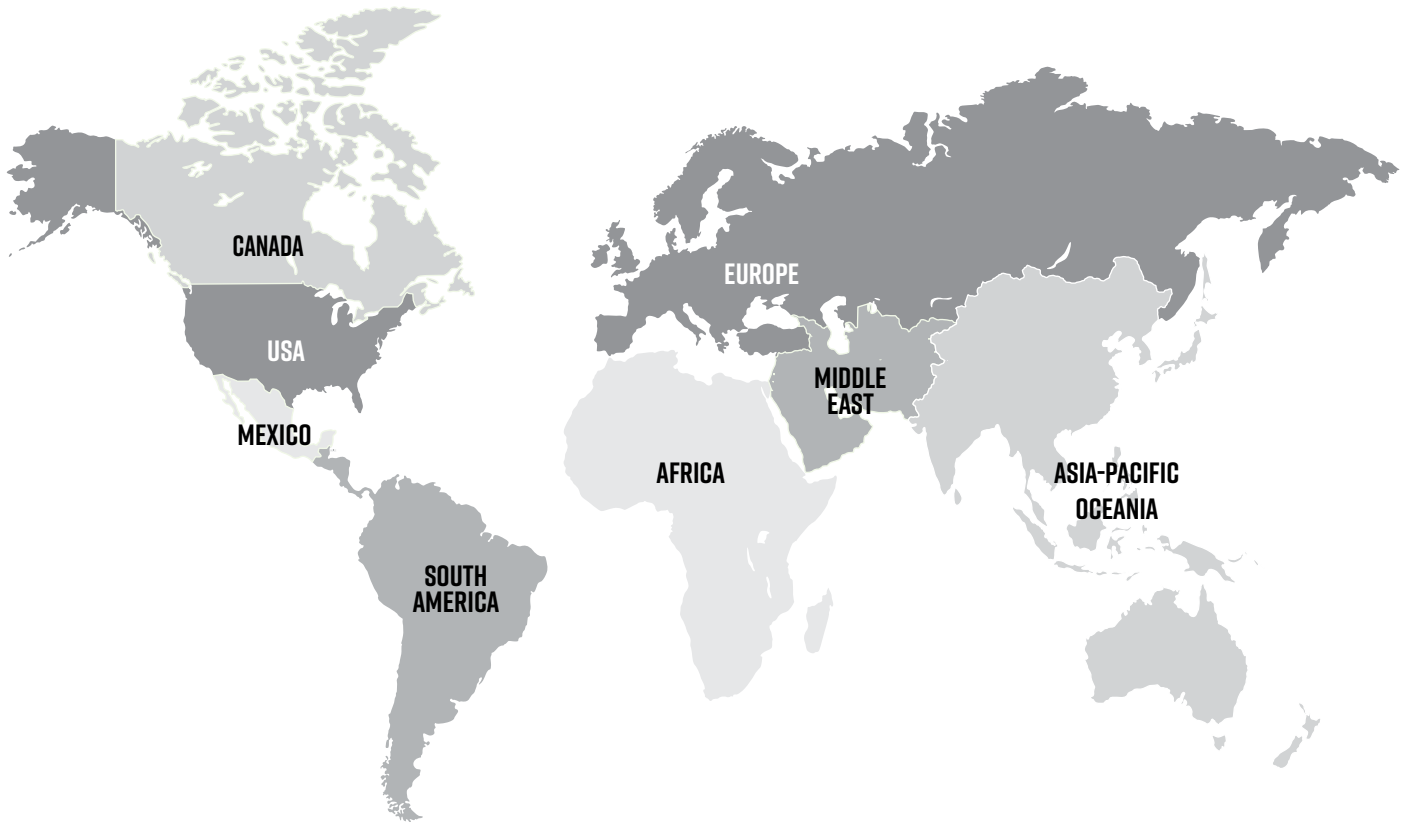 CANADA
EUROPE
USA
MIDDLE
EAST
MEXICO
AFRICA
ASIA-PACIFIC
OCEANIA
SOUTH
AMERICA